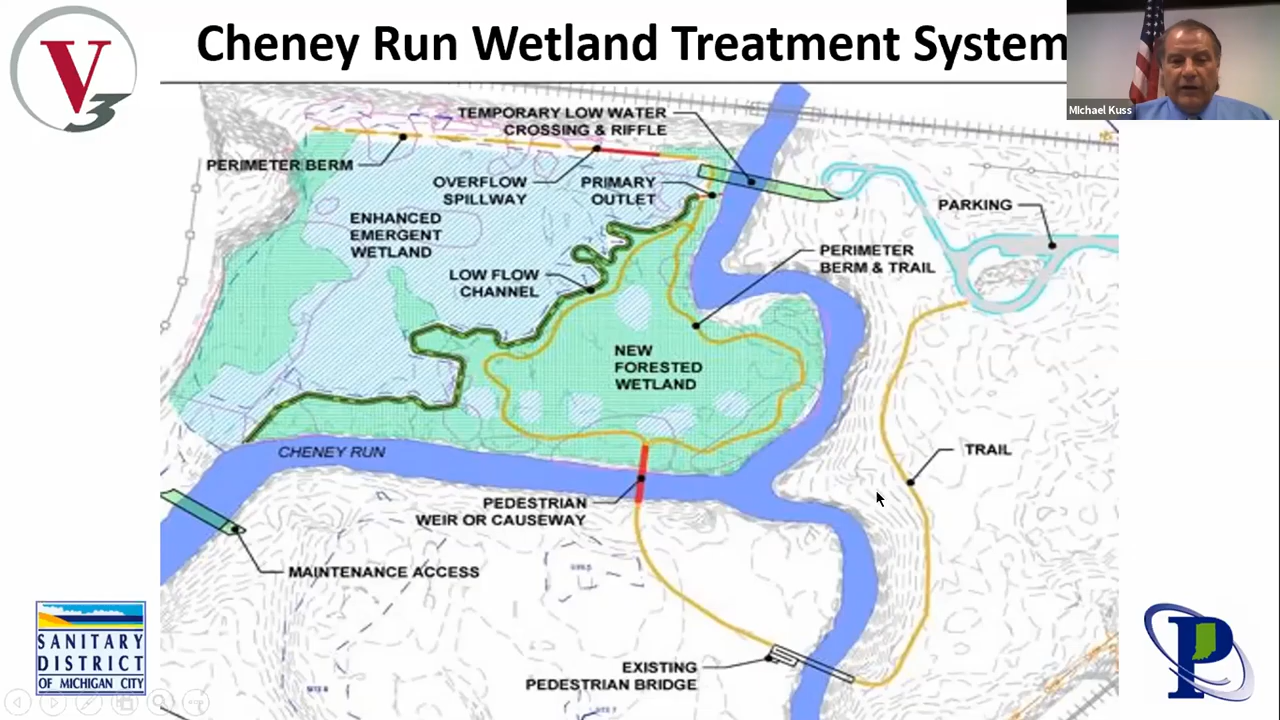 Cheney Run Wetland Treatment System
V3
Michael Kuss
TEMPORARY LOW WATER
CROSSING & RIFFLE
PERIMETER BERM
OVERFLOW
SPILLWAY
PRIMARY
OUTLET
PARKING
ENHANCED
EMERGENT
WETLAND
PERIMETER
BERM & TRAIL
LOW FLOW
CHANNEL
NEW
FORESTED
WETLAND
CHENEY RUN
TRAIL
PEDESTRIAN
WEIR OR CAUSEWAY
MAINTENANCE ACCESS
SANITARY
DISTRICT
OF MICHIGAN CITY
P
EXISTING
PEDESTRIAN BRIDGE